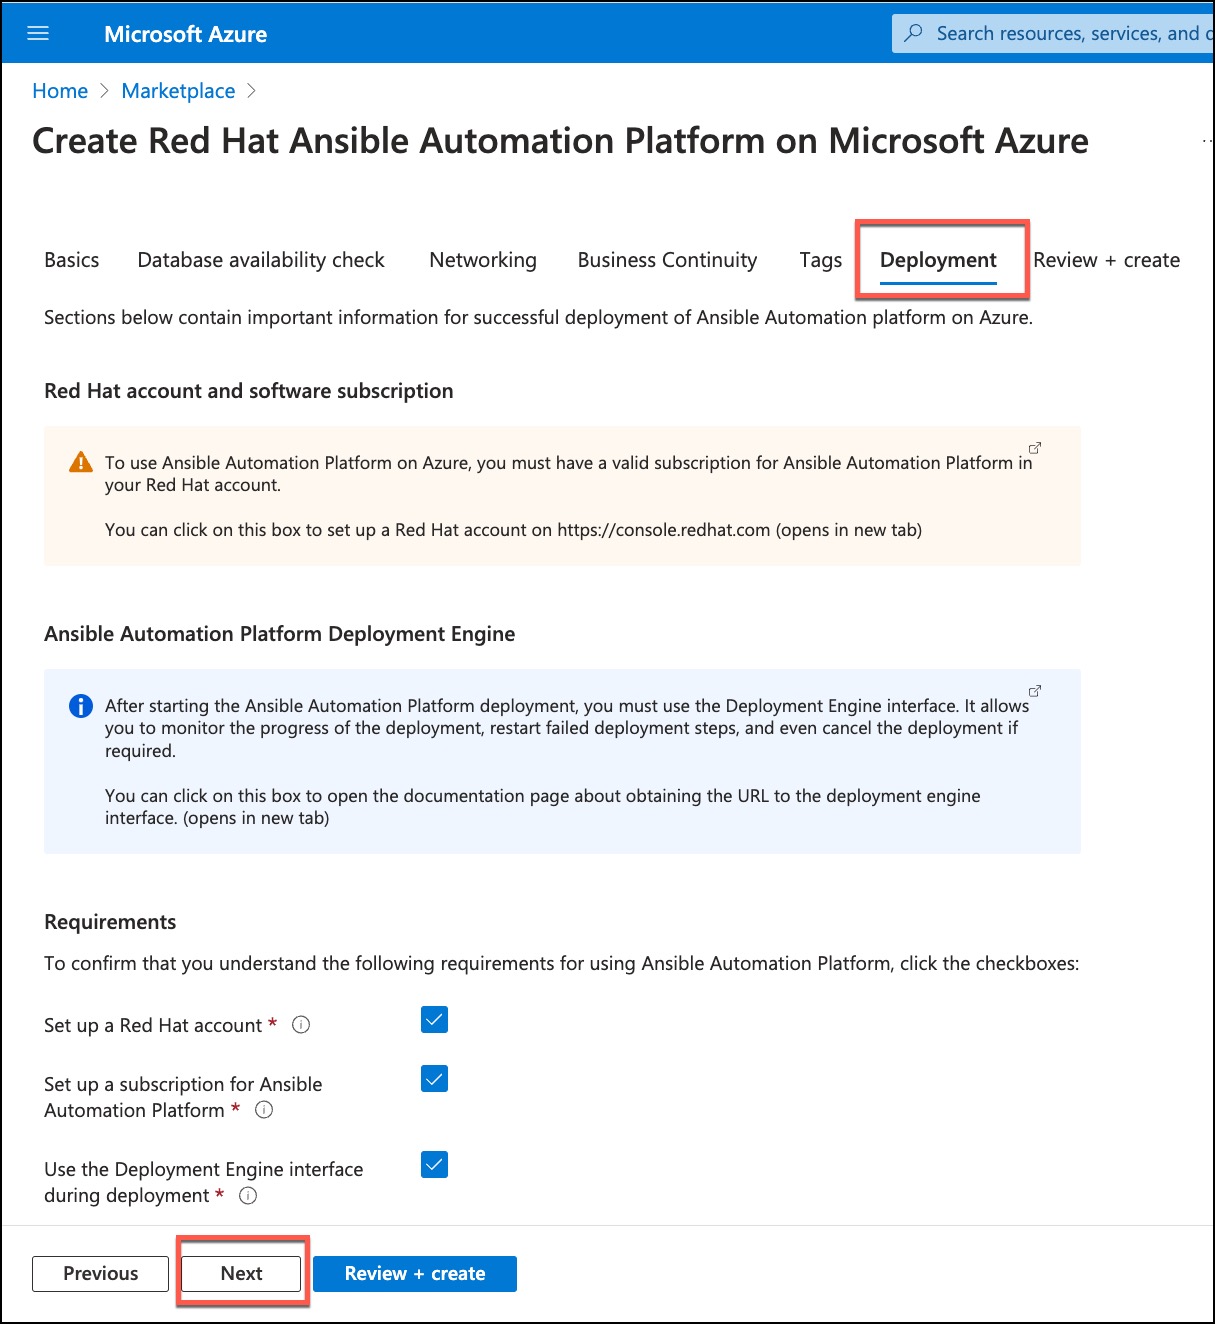 Microsoft Azure
Search resources, services, and
Home > Marketplace >
Create Red Hat Ansible Automation Platform on Microsoft Azure
Basics Database availability check Networking Business Continuity Tags Deployment Review + create
Sections below contain important information for successful deployment of Ansible Automation platform on Azure.
Red Hat account and software subscription
To use Ansible Automation Platform on Azure, you must have a valid subscription for Ansible Automation Platform in
your Red Hat account.
You can click on this box to set up a Red Hat account on https://console.redhat.com (opens in new tab)
Ansible Automation Platform Deployment Engine
After starting the Ansible Automation Platform deployment, you must use the Deployment Engine interface. It allows
you to monitor the progress of the deployment, restart failed deployment steps, and even cancel the deployment if
required.
You can click on this box to open the documentation page about obtaining the URL to the deployment engine
interface. (opens in new tab)
Requirements
To confirm that you understand the following requirements for using Ansible Automation Platform, click the checkboxes:
Set up a Red Hat account *
Set up a subscription for Ansible
Automation Platform *
Use the Deployment Engine interface
during deployment *
Previous Next Review + create